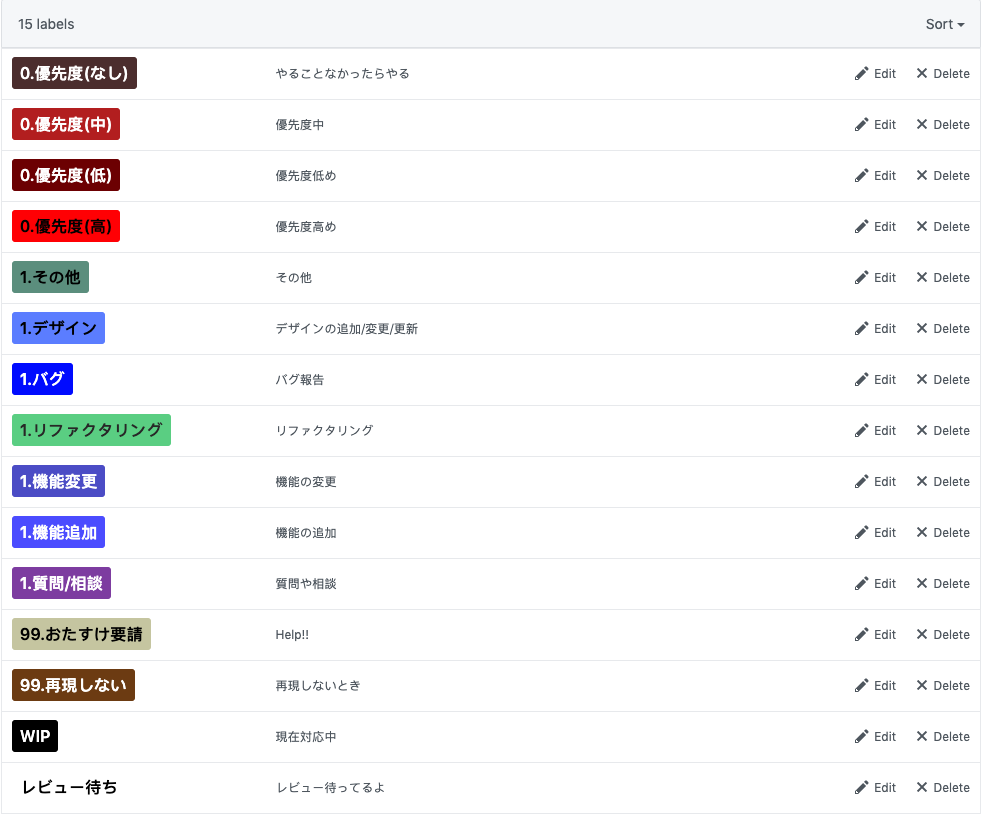 15 labels Sort
0.優先度(なし) やることなかったらやる Edit Delete
0.優先度(中) 優先度中 Edit Delete
0.優先度(低) 優先度低め Edit Delete
0.優先度(高) 優先度高め Edit Delete
1.その他 その他 Edit Delete
1.デザイン デザインの追加/変更/更新 Edit Delete
1.バグ バグ報告 Edit Delete
1.リファクタリング リファクタリング Edit Delete
1.機能変更 機能の変更 Edit Delete
1.機能追加 機能の追加 Edit Delete
1.質問/相談 質問や相談 Edit Delete
99.おたすけ要請 Help!! Edit Delete
99.再現しない 再現しないとき Edit Delete
WIP 現在対応中 Edit Delete
レビュー待ち レビュー待ってるよ Edit Delete